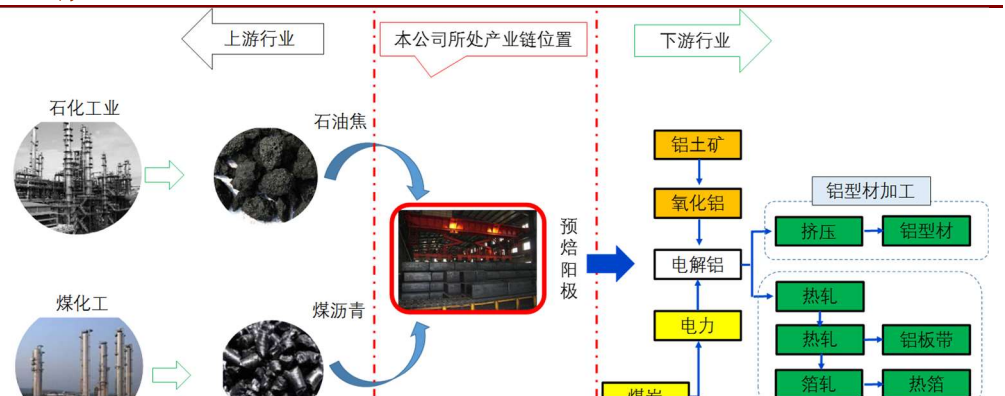 上游行业
本公司所处产业链位置
下游行业
石化工业
石油焦
煤化工
煤沥青
预焙阳极
铝土矿
氧化铝
电解铝
电力
煤炭
铝型材加工
挤压
铝型材
热轧
热轧
铝板带
箔轧
热箔